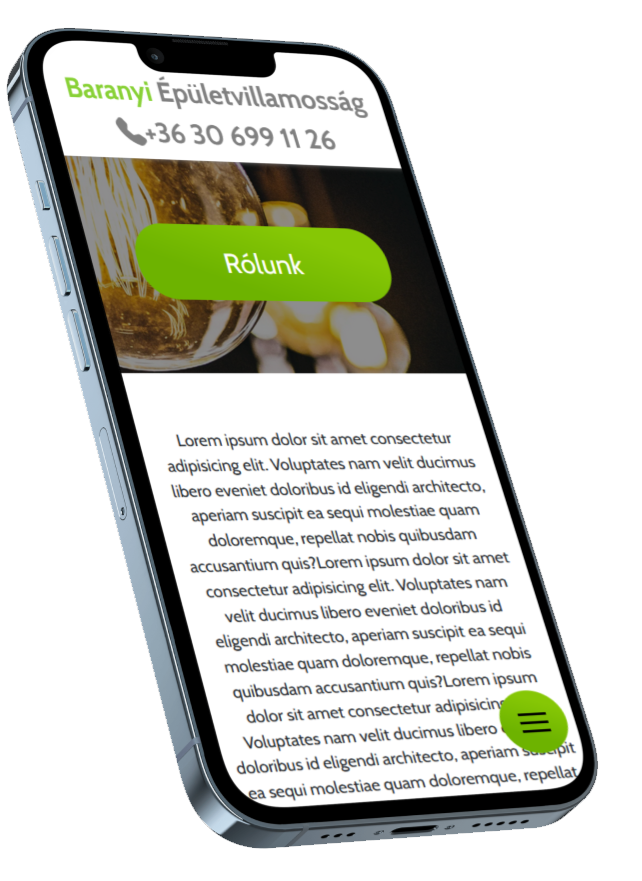 Baranyi Épületvillamosság
+36 30 699 11 26
Rólunk
Lorem ipsum dolor sit amet consectetur
adipisicing elit. Voluptates nam velit ducimus
libero eveniet doloribus id eligendi architecto,
aperiam suscipit ea sequi molestiae quam
doloremque, repellat nobis quibusdam
accusantium quis?Lorem ipsum dolor sit amet
consectetur adipisicing elit. Voluptates nam
velit ducimus libero eveniet doloribus id
eligendi architecto, aperiam suscipit ea sequi
molestiae quam doloremque, repellat nobis
quibusdam accusantium quis?Lorem ipsum
dolor sit amet consectetur adipisicing
Voluptates nam velit ducimus libero
doloribus id eligendi architecto, aperiam suscipit
ea sequi molestiae quam doloremque, repellat